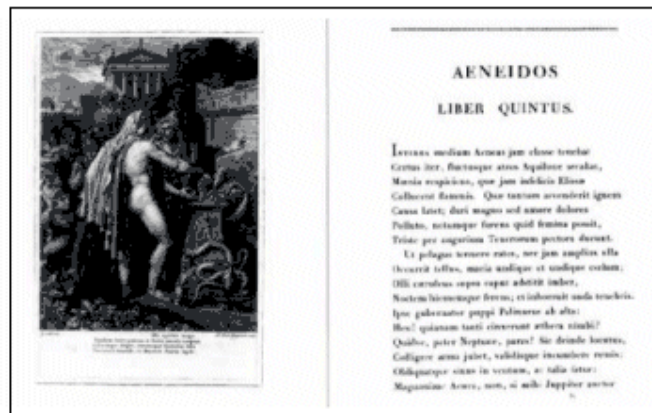 AENEIDOS
LIBER QUINTUS.
Interea medium Aeneas jam classe tenebat
Certus iter, fluctusque atros Aquilone secabat,
Moenia respiciens, quae jam infelicis Elissae
Collucent flammis. Quae tantum accenderit ignem
Causa latet; duri magno sed amore dolores
Polluto, notumque furens quid femina possit,
Triste per augurium Teucrorum pectora ducunt.
Ut pelagus tenuere rates, nec jam amplius ulla
Occurrit tellus, maria undique et undique coelum;
Olli caeruleus supra caput adstitit imber,
Noctem hiememque ferens; et inhorruit unda tenebris.
Ipse gubernator puppi Palinurus ab alta:
Heu! quianam tanti cinxerunt aethera nimbi?
Quidve, pater Neptune, paras? Sic deinde locutus,
Colligere arma jubet, validisque incumbere remis;
Obliquatque sinus in ventum, ac talia fatur:
Magnanime Aenea, non, si mihi Juppiter auctor